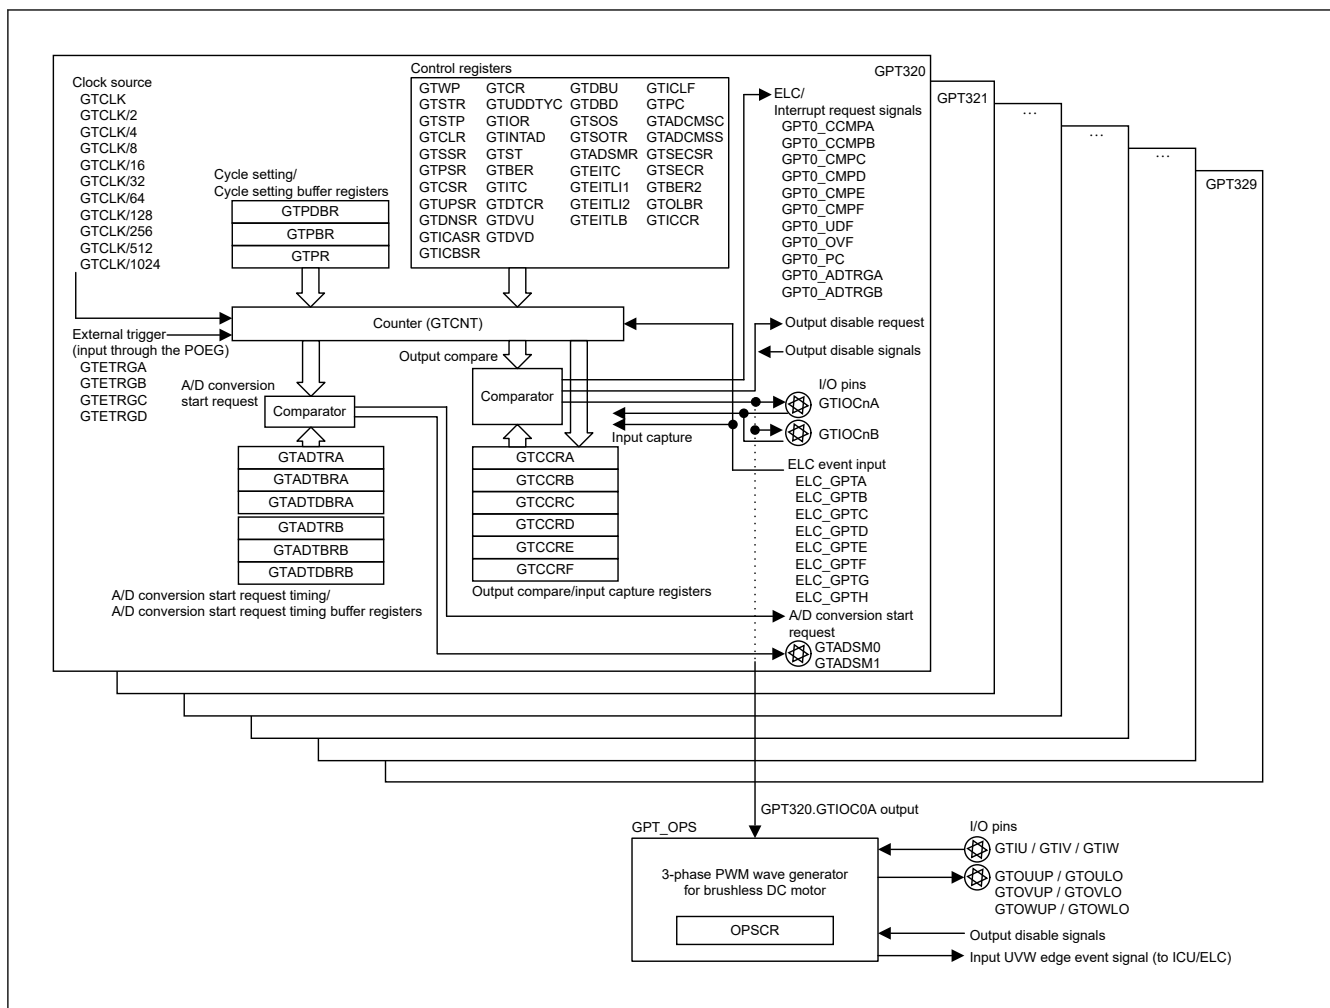 GPT320
GPT321
...
...
GPT329
Clock source
GTCLK
GTCLK/2
GTCLK/4
GTCLK/8
GTCLK/16
GTCLK/32
GTCLK/64
GTCLK/128
GTCLK/256
GTCLK/512
GTCLK/1024
Cycle setting/
Cycle setting buffer registers
GTPDBR
GTPBR
GTPR
Control registers
GTWP GTCR GTDBU GTICLF
GTSTR GTUDDTYC GTDBD GTPC
GTSTP GTIOR GTSOS GTADCMSC
GTCLR GTINTAD GTSOTR GTADCMSS
GTSSR GTST GTADSMR GTSECSR
GTPSR GTBER GTEITC GTSECR
GTCSR GTITC GTEITLI1 GTBER2
GTUPSR GTDTCR GTEITLI2 GTOLBR
GTDNSR GTDVU GTEITLB GTICCR
GTICASR GTDVD
GTICBSR
ELC/
Interrupt request signals
GPT0_CCMPA
GPT0_CCMPB
GPT0_CMPC
GPT0_CMPD
GPT0_CMPE
GPT0_CMPF
GPT0_UDF
GPT0_OVF
GPT0_PC
GPT0_ADTRGA
GPT0_ADTRGB
Counter (GTCNT)
External trigger
(input through the POEG)
GTETRGA
GTETRGB
GTETRGC
GTETRGD
A/D conversion
start request
Comparator
Output compare
Comparator
Input capture
Output disable request
Output disable signals
I/O pins
GTIOCnA
GTIOCnB
GTADTRA
GTADTBRA
GTADTDBRA
GTADTRB
GTADTBRB
GTADTDBRB
A/D conversion start request timing/
A/D conversion start request timing buffer registers
GTCCRA
GTCCRB
GTCCRC
GTCCRD
GTCCRE
GTCCRF
Output compare/input capture registers
ELC event input
ELC_GPTA
ELC_GPTB
ELC_GPTC
ELC_GPTD
ELC_GPTE
ELC_GPTF
ELC_GPTG
ELC_GPTH
A/D conversion start
request
GTADSM0
GTADSM1
GPT320.GTIOC0A output
GPT_OPS
3-phase PWM wave generator
for brushless DC motor
OPSCR
I/O pins
GTIU / GTIV / GTIW
GTOUUP / GTOULO
GTOVUP / GTOVLO
GTOWUP / GTOWLO
Output disable signals
Input UVW edge event signal (to ICU/ELC)